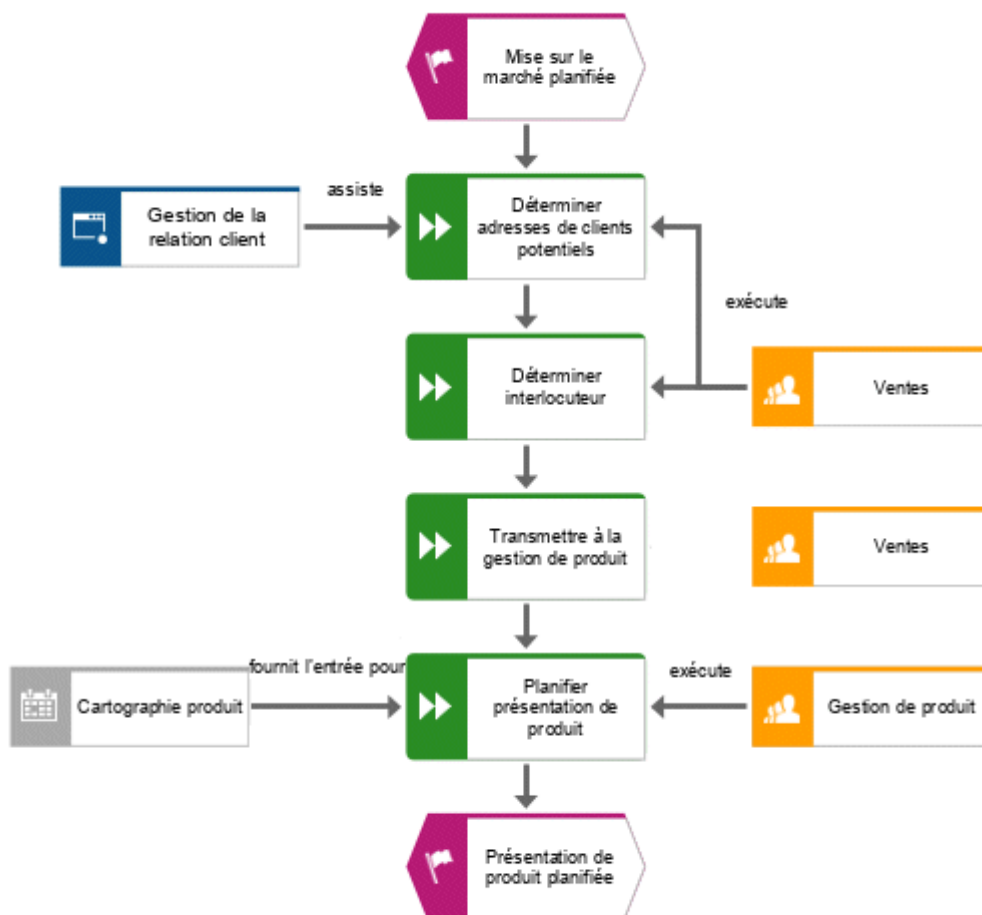 Mise sur le
marché planifiée
assiste
Gestion de la
relation client
Déterminer
adresses de clients
potentiels
exécute
Déterminer
interlocuteur
Ventes
Transmettre à la
gestion de produit
Ventes
fournit l'entrée pour
exécute
Cartographie produit
Planifier
présentation de
produit
Gestion de produit
Présentation de
produit planifiée